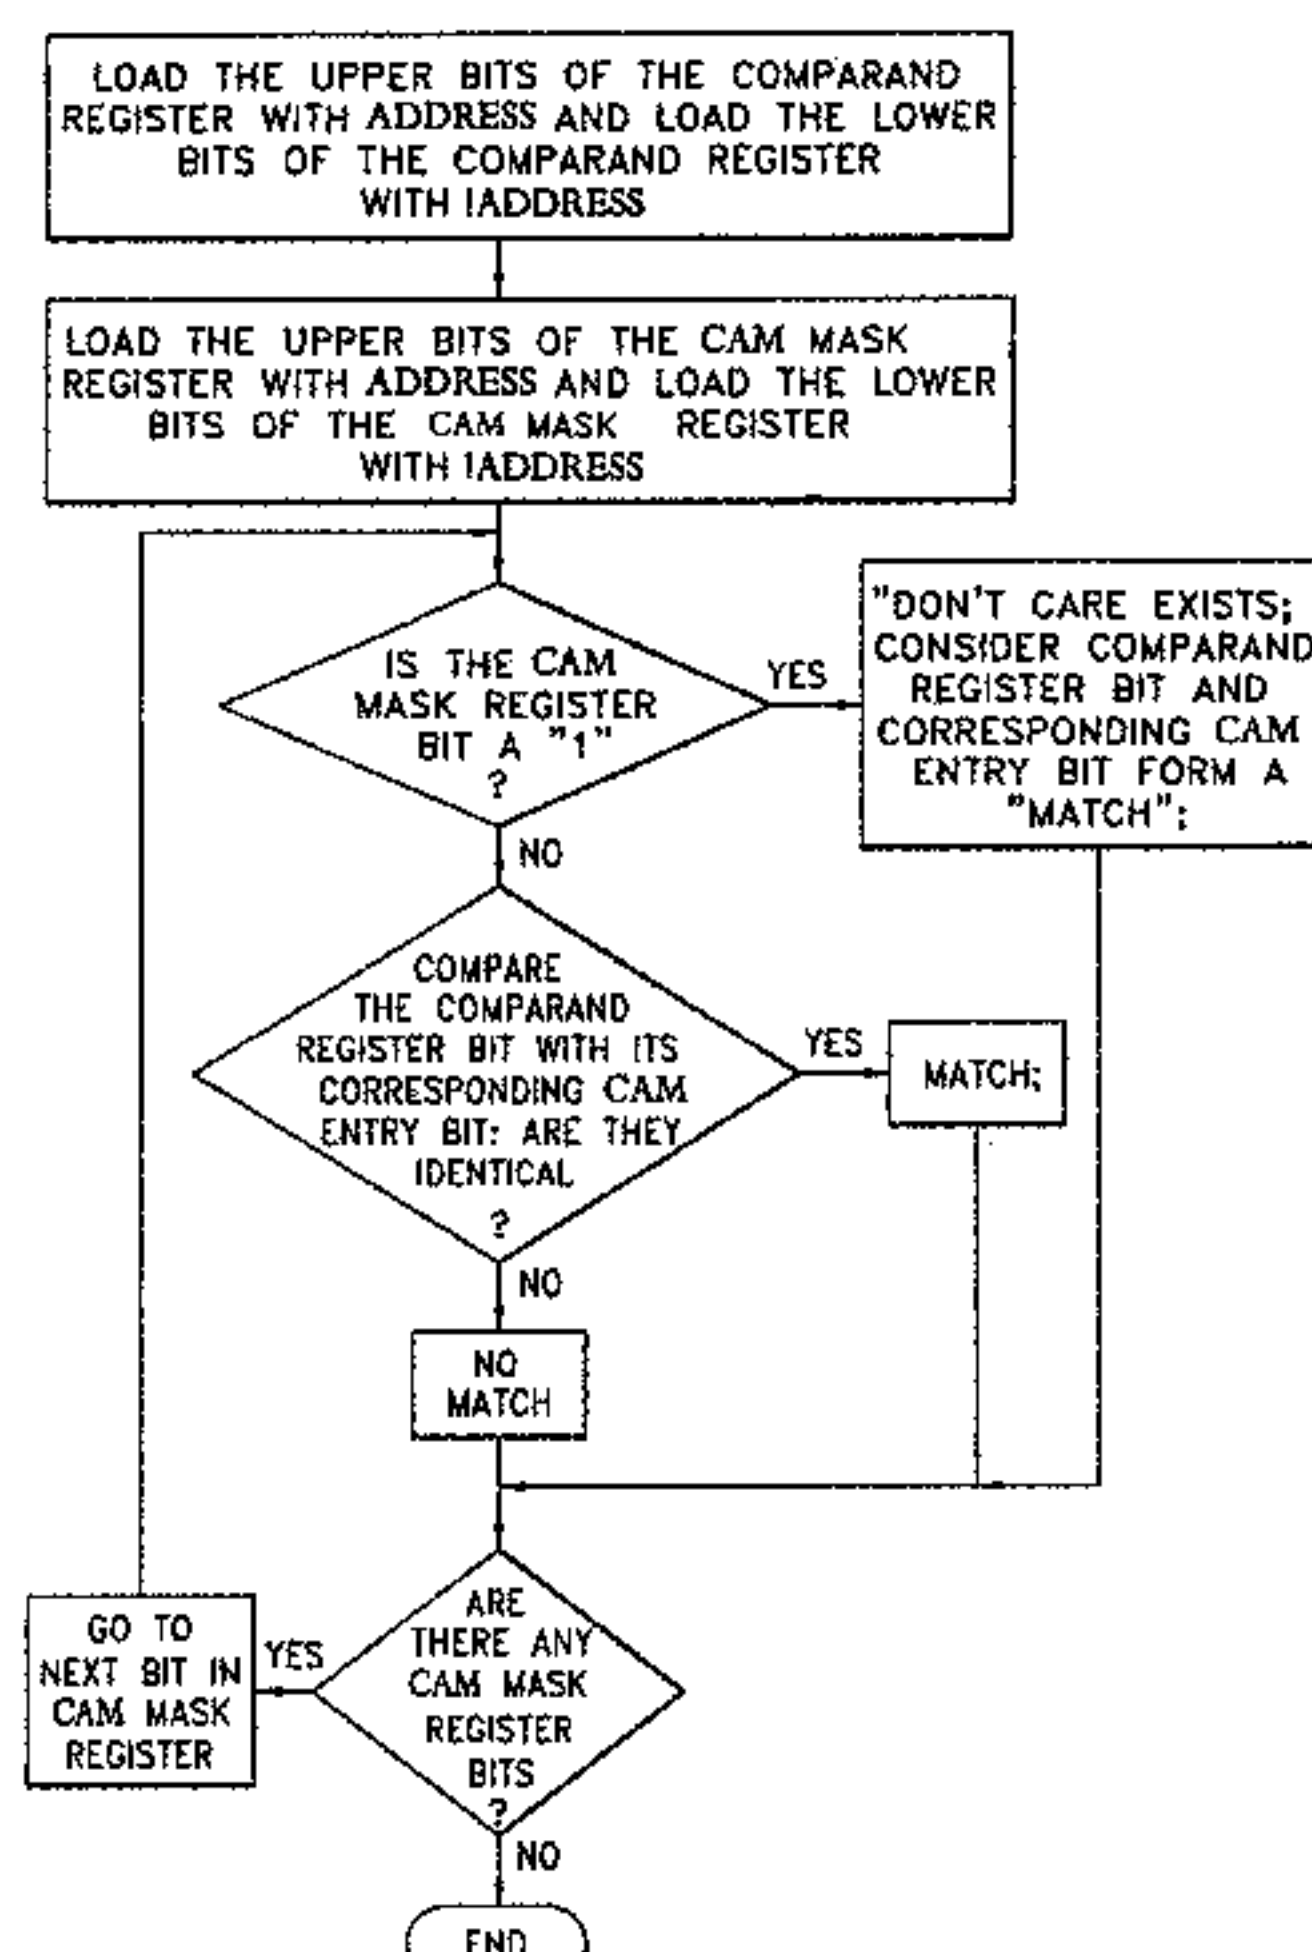 LOAD THE UPPER BITS OF THE COMPARAND
REGISTER WITH ADDRESS AND LOAD THE LOWER
BITS OF THE COMPARAND REGISTER
WITH !ADDRESS
LOAD THE UPPER BITS OF THE CAM MASK
REGISTER WITH ADDRESS AND LOAD THE LOWER
BITS OF THE CAM MASK REGISTER
WITH !ADDRESS
IS THE CAM
MASK REGISTER
BIT A "1"
?
YES
"DON'T CARE EXISTS;
CONSIDER COMPARAND
REGISTER BIT AND
CORRESPONDING CAM
ENTRY BIT FORM A
"MATCH";
NO
COMPARE
THE COMPARAND
REGISTER BIT WITH ITS
CORRESPONDING CAM
ENTRY BIT: ARE THEY
IDENTICAL
?
YES
MATCH;
NO
NO
MATCH
ARE
THERE ANY
CAM MASK
REGISTER
BITS
?
YES
GO TO
NEXT BIT IN
CAM MASK
REGISTER
NO
END